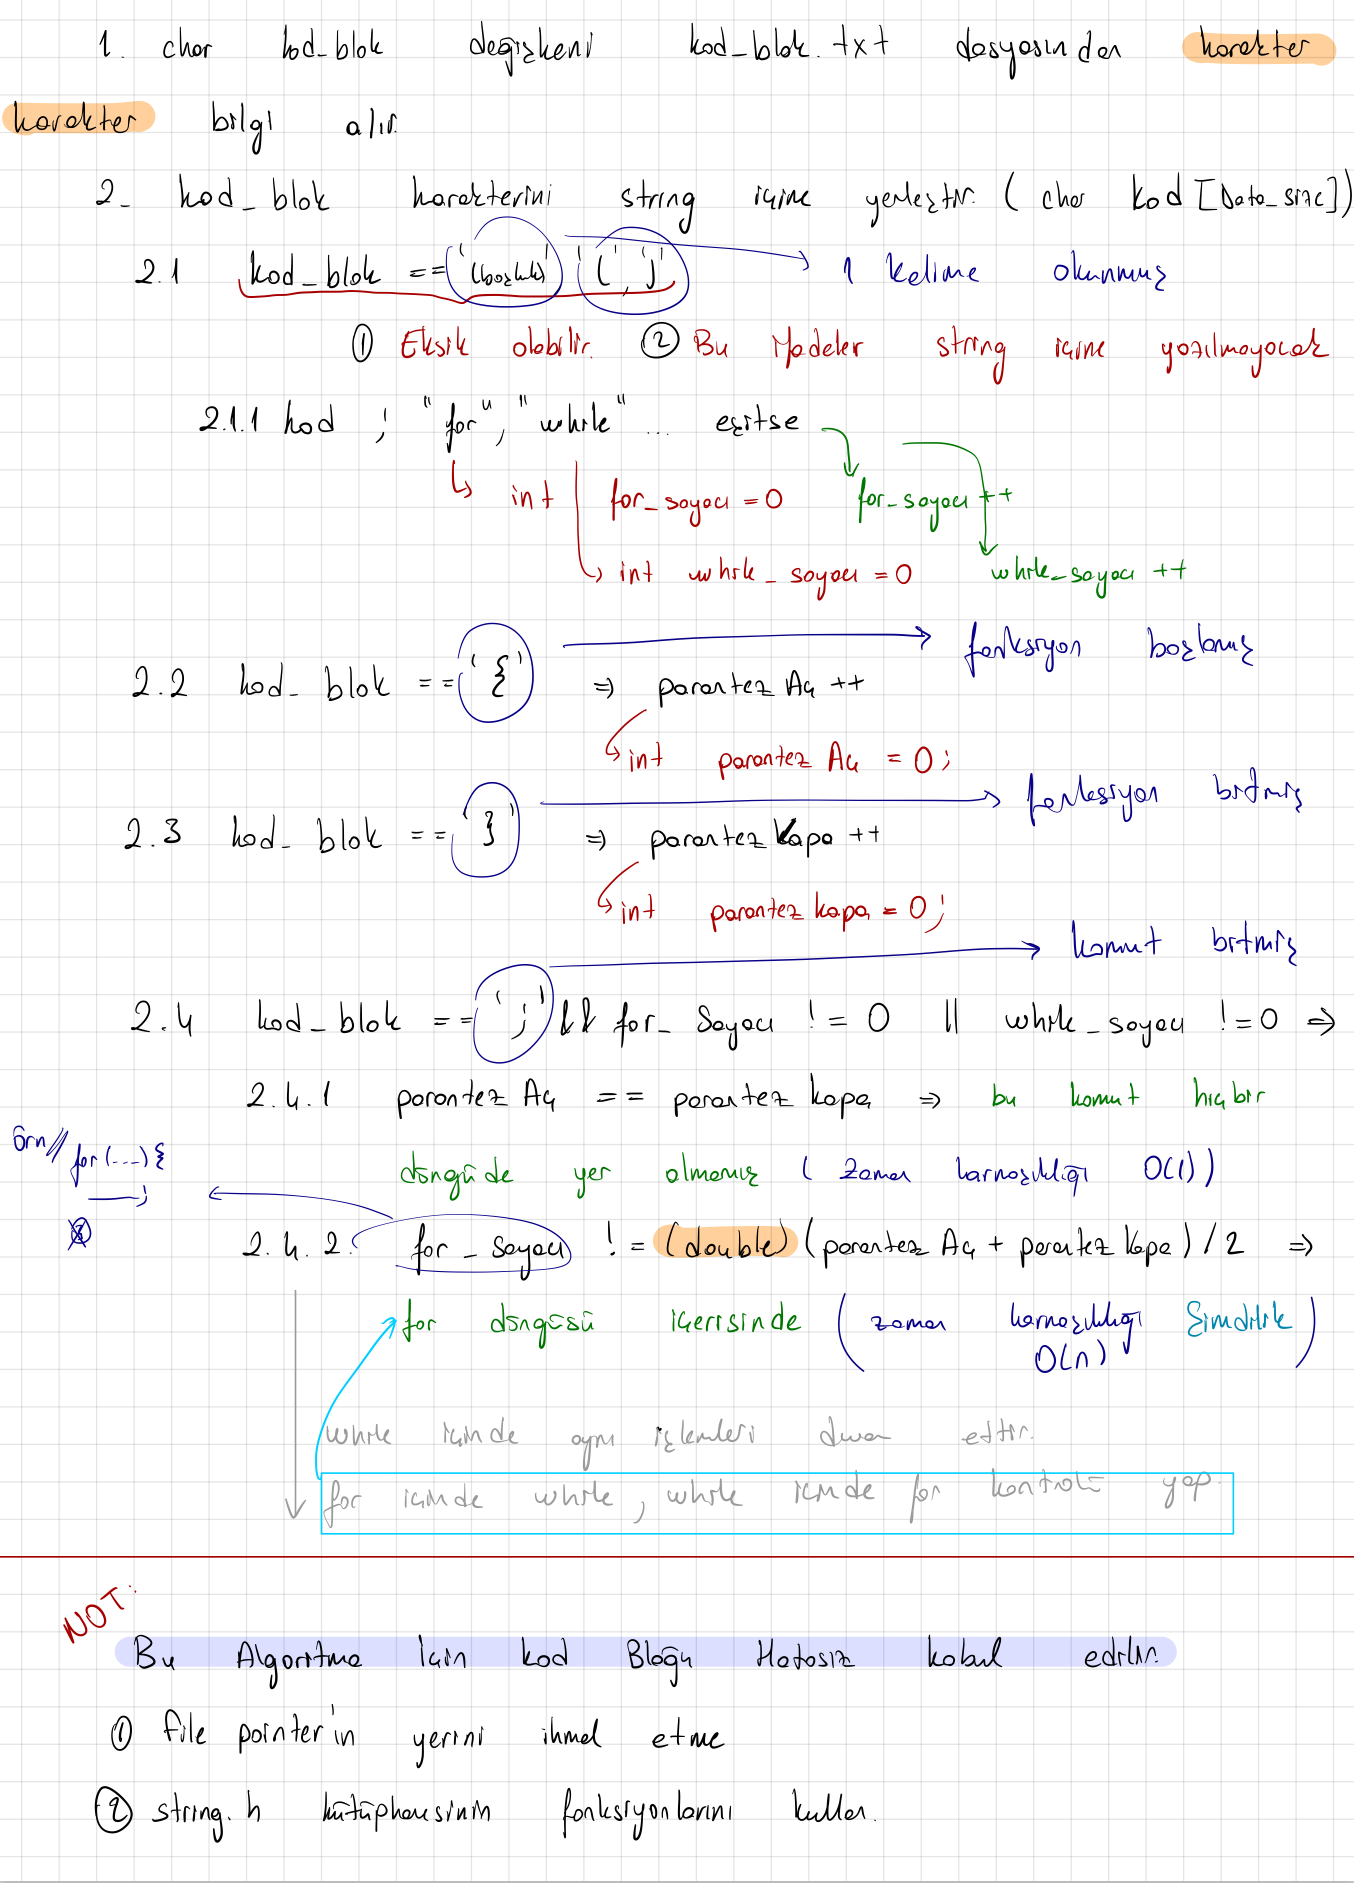 1. char kod_blok değişkeni kod_blok.txt dosyasından karakter
karakter bilgi alır.
2- kod_blok karakterini string içine yerleştir. (char kod[Data_size])
2.1 kod_blok == '(boşluk)' '(' , ')' 1 kelime okunmuş
① Eksik olabilir. ② Bu ifadeler string içine yazılmayacak
2.1.1 kod ; "for", "while" ... eşitse
int for_sayacı = 0 for_sayacı ++
int while_sayacı = 0 while_sayacı ++
fonksiyon başlamış
2.2 kod_blok == '{' => parantez Aç ++
int parantez Aç = 0;
fonksiyon bitmiş
2.3 kod_blok == '}' => parantez Kapa ++
int parantez kapa = 0;
komut bitmiş
2.4 kod_blok == ';' && for_Sayacı != 0 || while_sayacı != 0 =>
2.4.1 parantez Aç == parantez kapa => bu komut hiçbir
Örn// for (---) {
döngüde yer almamış ( zaman karmaşıklığı O(1) )
;
2.4.2. for_sayacı != (double) (parantez Aç + parantez Kapa) / 2 =>
for döngüsü içerisinde ( zaman karmaşıklığı Şimdilik )
O(n)
while içinde aynı işlemleri devam ettir.
for içinde while, while içinde for kontrolü yap.
NOT:
Bu Algoritma İçin kod Bloğu Hatasız kabul edilir.
① file pointer'in yerini ihmal etme
② string.h kütüphanesinin fonksiyonlarını kullan.